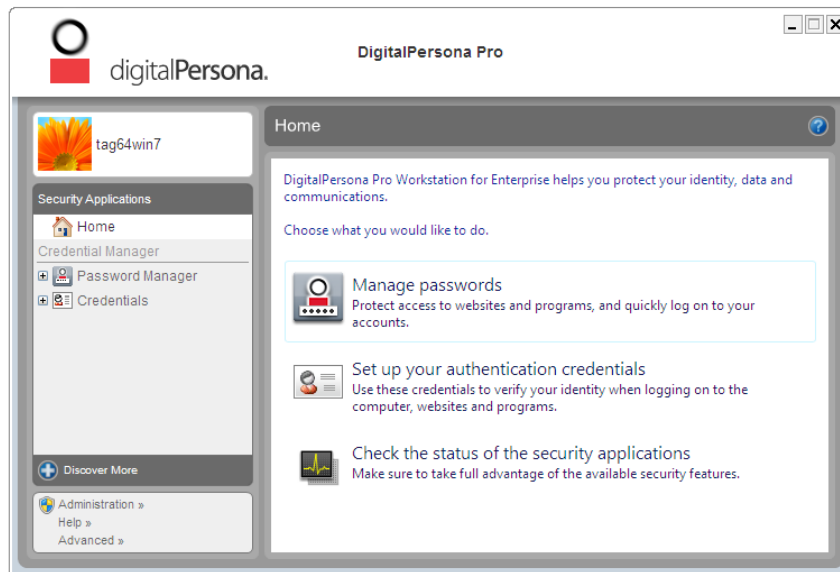 digitalPersona.
DigitalPersona Pro
tag64win7
Security Applications
Home
Credential Manager
Password Manager
Credentials
Discover More
Administration »
Help »
Advanced »
Home
DigitalPersona Pro Workstation for Enterprise helps you protect your identity, data and
communications.
Choose what you would like to do.
Manage passwords
Protect access to websites and programs, and quickly log on to your
accounts.
Set up your authentication credentials
Use these credentials to verify your identity when logging on to the
computer, websites and programs.
Check the status of the security applications
Make sure to take full advantage of the available security features.